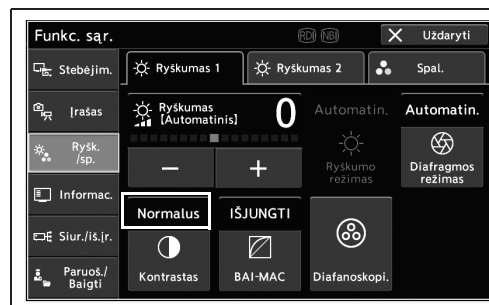 Funkc. sąr.
RDI NBI
Uždaryti
Stebėjim.
Ryškumas 1
Ryškumas 2
Spal.
Įrašas
Ryškumas
[Automatinis]
0
Automatin.
Automatin.
Ryšk.
/sp.
Ryškumo
režimas
Diafragmos
režimas
Informac.
Normalus
IŠJUNGTI
Siur./iš.įr.
Paruoš./
Baigti
Kontrastas
BAI-MAC
Diafanoskopi.